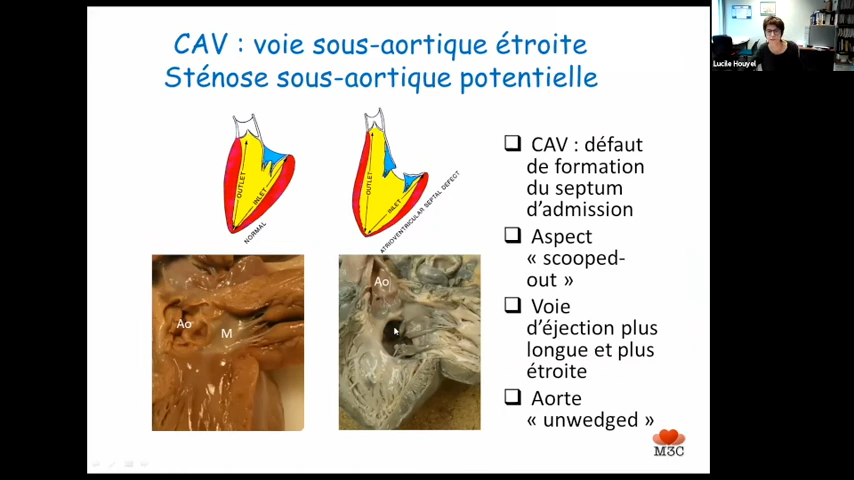 CAV : voie sous-aortique étroite
Sténose sous-aortique potentielle
OUTLET
INLET
NORMAL
OUTLET
INLET
ATRIOVENTRICULAR SEPTAL DEFECT
Ao
M
Ao
CAV : défaut
de formation
du septum
d’admission
Aspect
« scooped-
out »
Voie
d’éjection plus
longue et plus
étroite
Aorte
« unwedged »
M3C
Lucile Houyel